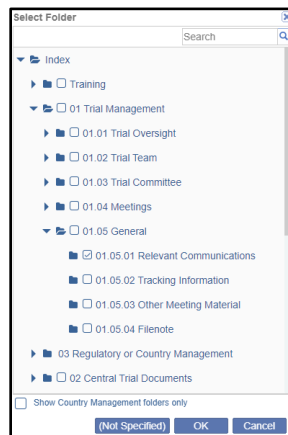 Select Folder
Search
Index
Training
01 Trial Management
01.01 Trial Oversight
01.02 Trial Team
01.03 Trial Committee
01.04 Meetings
01.05 General
01.05.01 Relevant Communications
01.05.02 Tracking Information
01.05.03 Other Meeting Material
01.05.04 Filenote
03 Regulatory or Country Management
02 Central Trial Documents
Show Country Management folders only
(Not Specified) OK Cancel